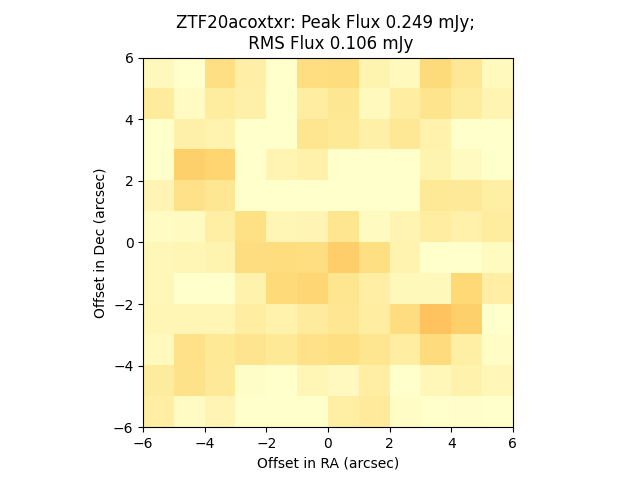 ZTF20acoxtxr: Peak Flux 0.249 mJy;
RMS Flux 0.106 mJy
6
4
2
0
−2
−4
−6
Offset in Dec (arcsec)
−6 −4 −2 0 2 4 6
Offset in RA (arcsec)